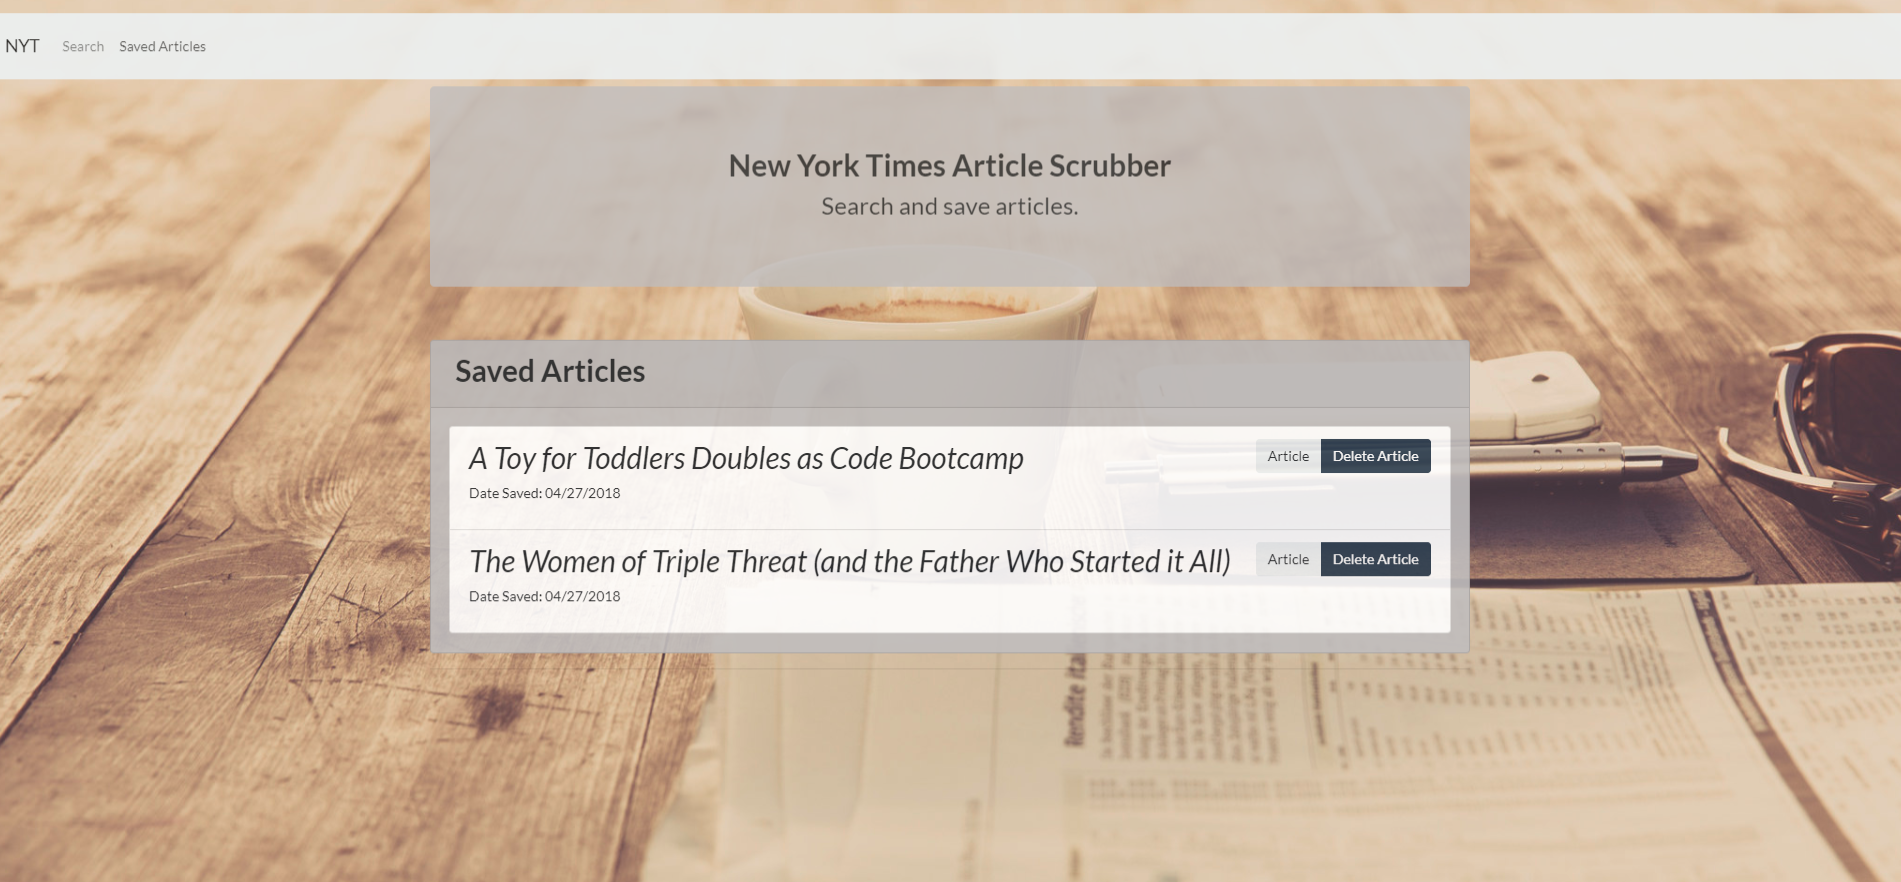 NYT Search Saved Articles
New York Times Article Scrubber
Search and save articles.
Saved Articles
A Toy for Toddlers Doubles as Code Bootcamp Article Delete Article
Date Saved: 04/27/2018
The Women of Triple Threat (and the Father Who Started it All) Article Delete Article
Date Saved: 04/27/2018
Rendite ita